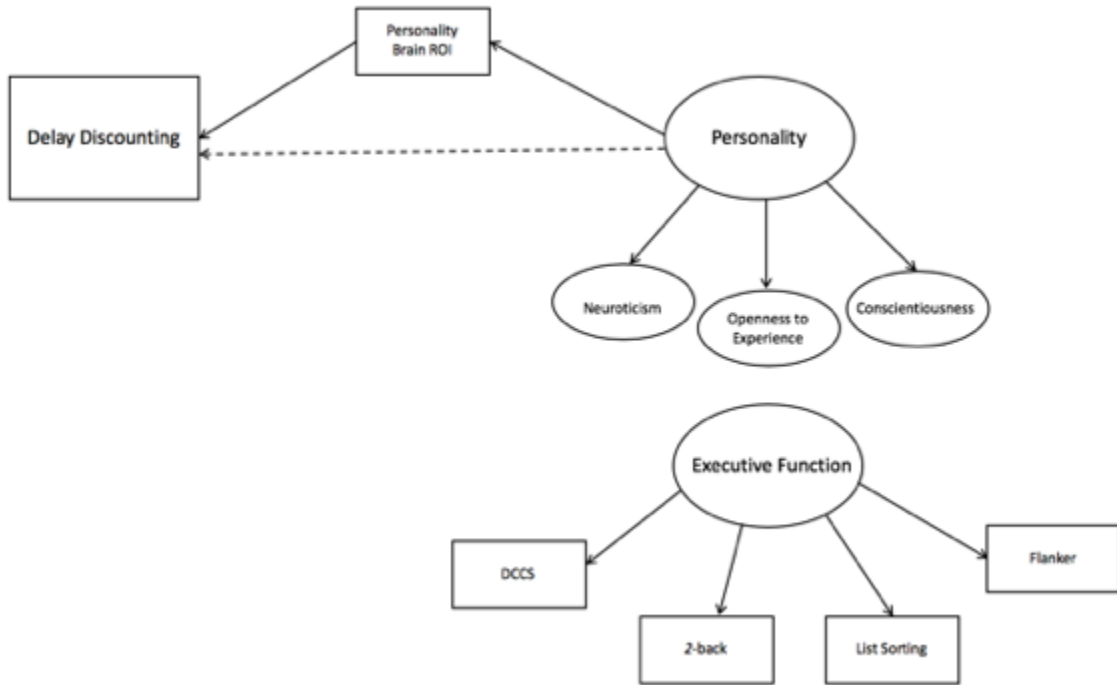 Personality
Brain ROI
Delay Discounting
Personality
Neuroticism
Openness to
Experience
Conscientiousness
Executive Function
DCCS
Flanker
2-back
List Sorting